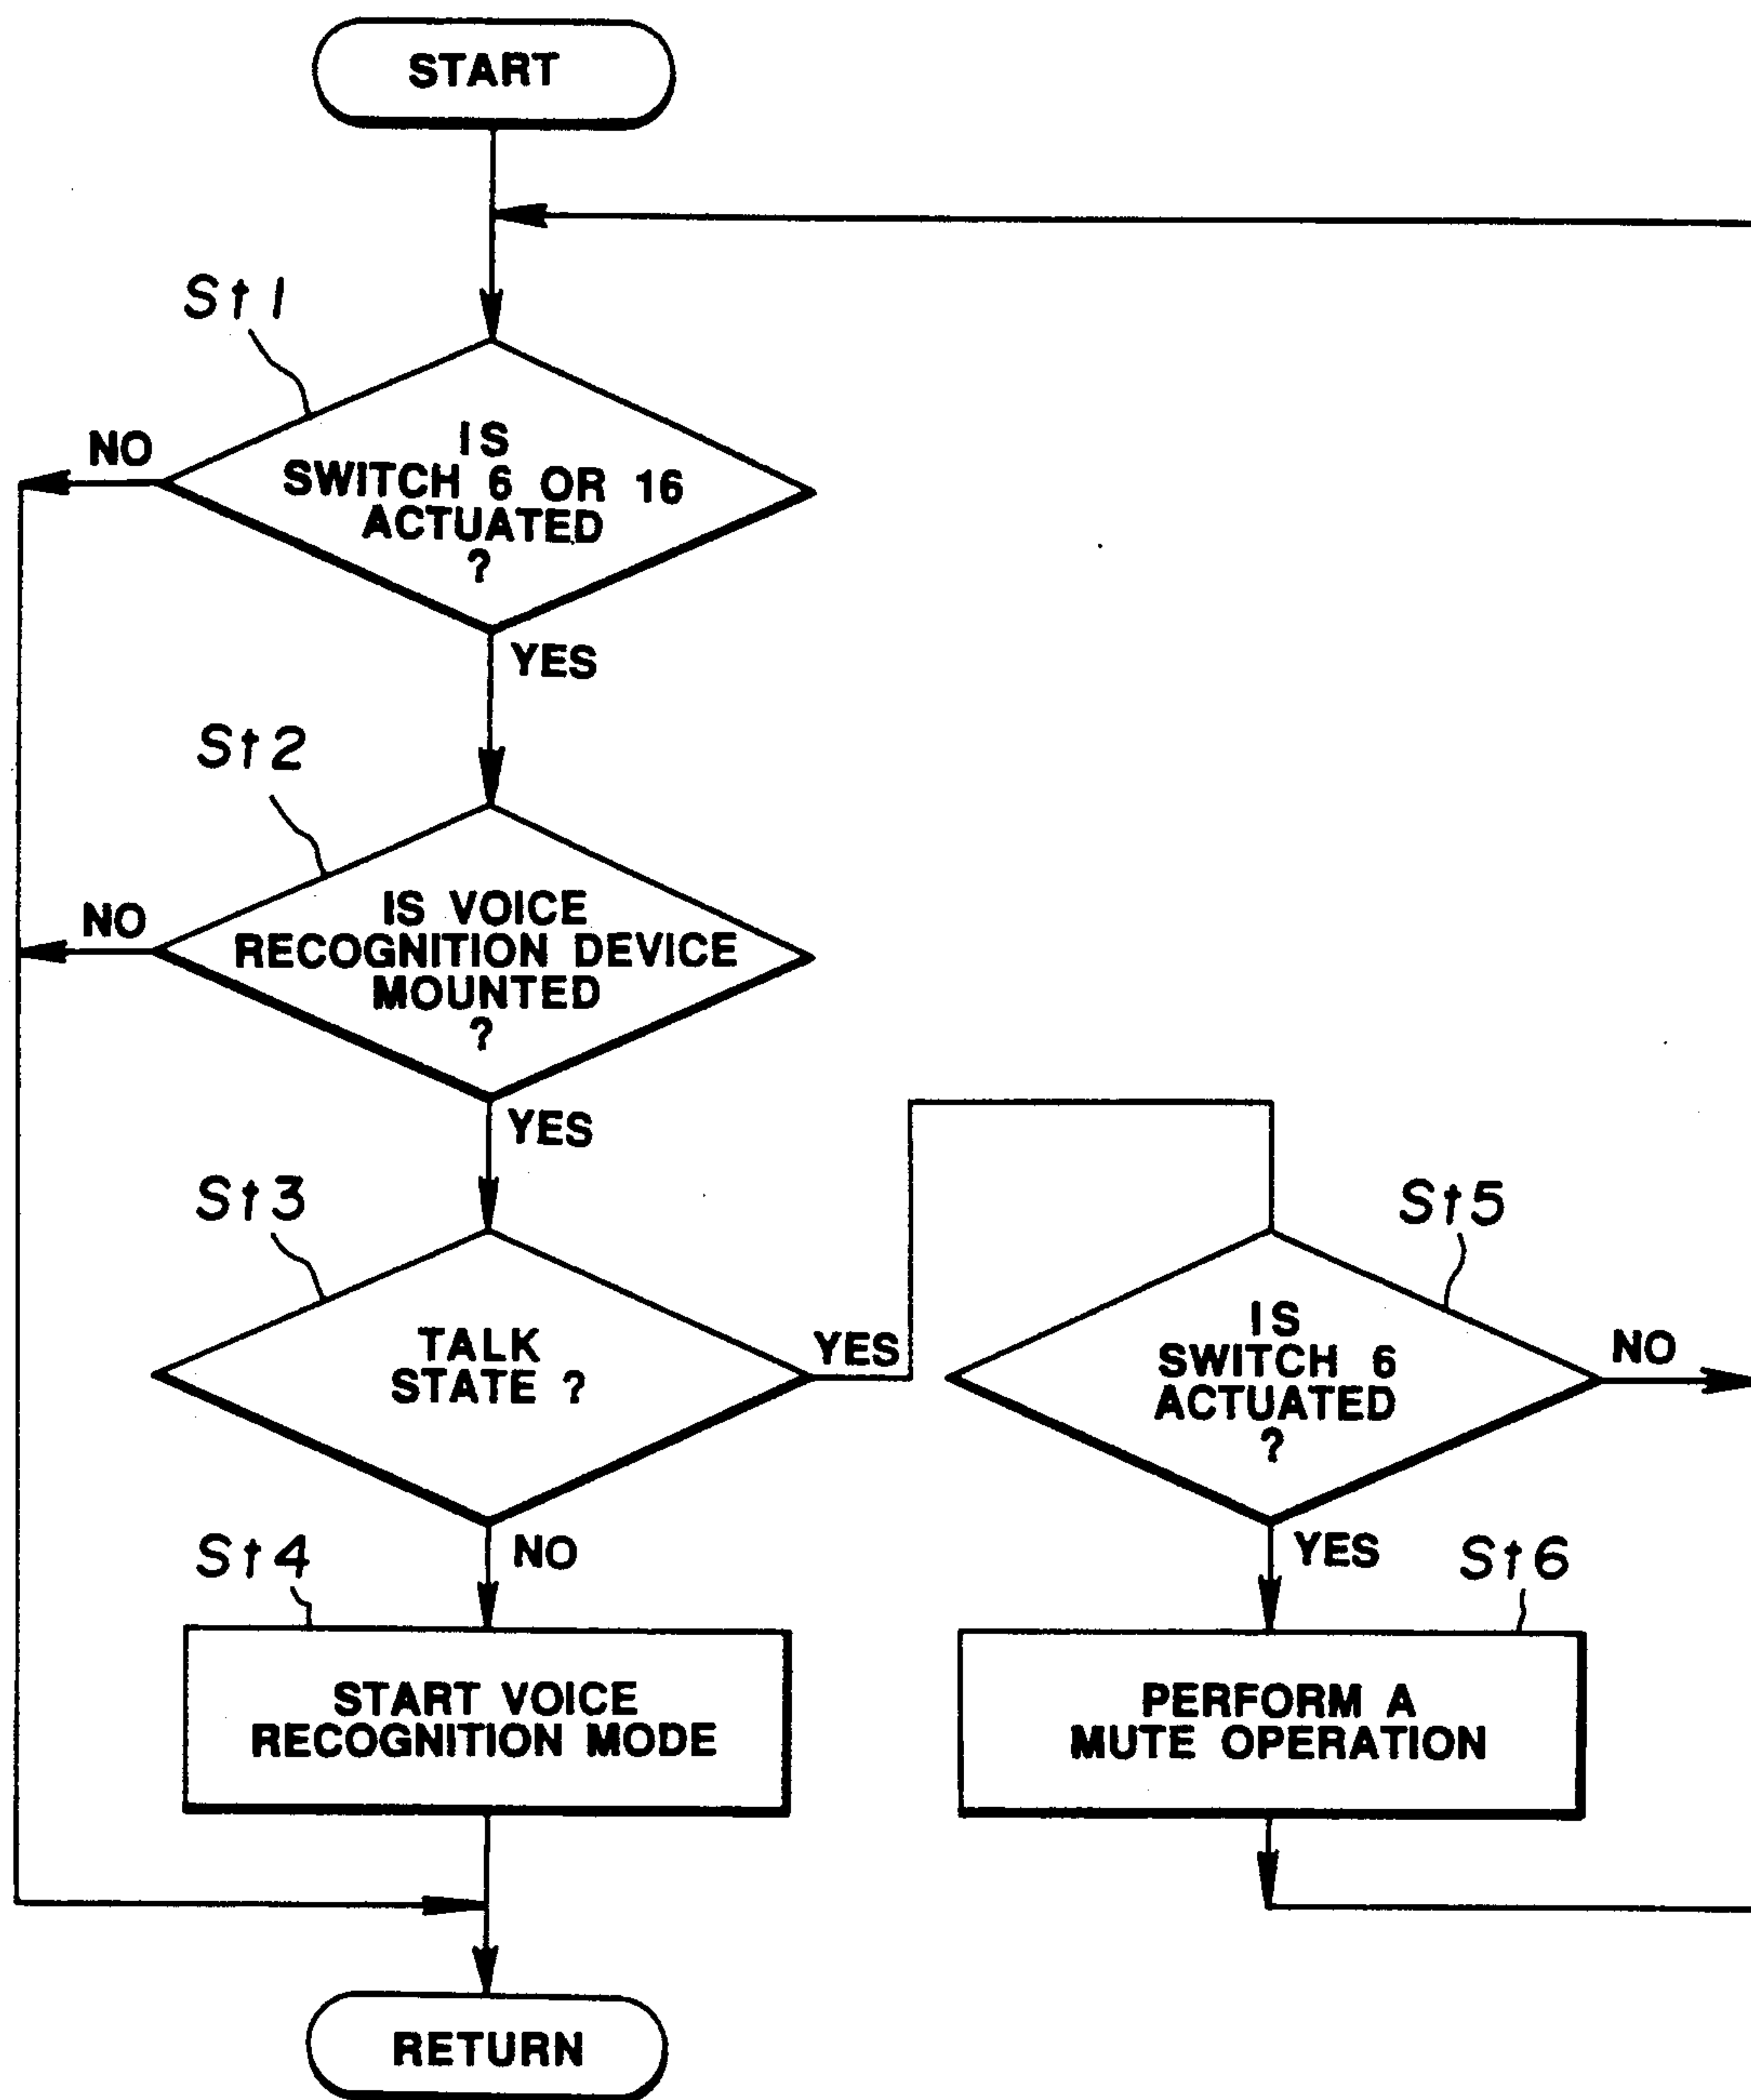 START
St1
NO
IS
SWITCH 6 OR 16
ACTUATED
?
YES
St2
NO
IS VOICE
RECOGNITION DEVICE
MOUNTED
?
YES
St3
TALK
STATE ?
YES
NO
St4
START VOICE
RECOGNITION MODE
St5
IS
SWITCH 6
ACTUATED
?
NO
YES
St6
PERFORM A
MUTE OPERATION
RETURN